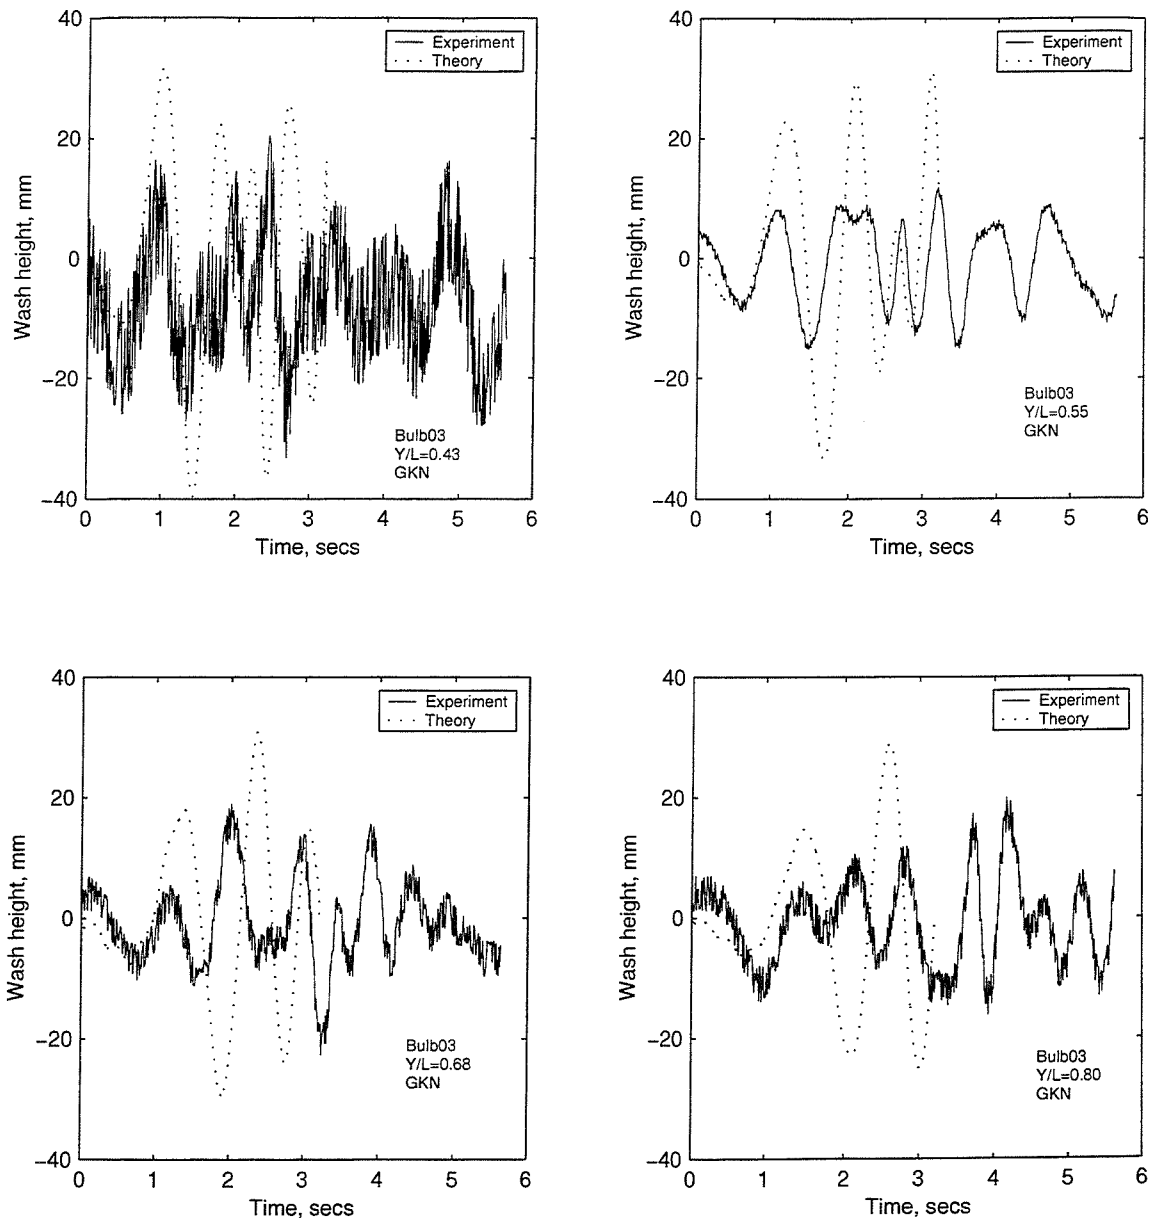 40
20
0
−20
−40
Wash height, mm
Experiment
Theory
Bulb03
Y/L=0.43
GKN
0 1 2 3 4 5 6
Time, secs
40
20
0
−20
−40
Wash height, mm
Experiment
Theory
Bulb03
Y/L=0.55
GKN
0 1 2 3 4 5 6
Time, secs
40
20
0
−20
−40
Wash height, mm
Experiment
Theory
Bulb03
Y/L=0.68
GKN
0 1 2 3 4 5 6
Time, secs
40
20
0
−20
−40
Wash height, mm
Experiment
Theory
Bulb03
Y/L=0.80
GKN
0 1 2 3 4 5 6
Time, secs